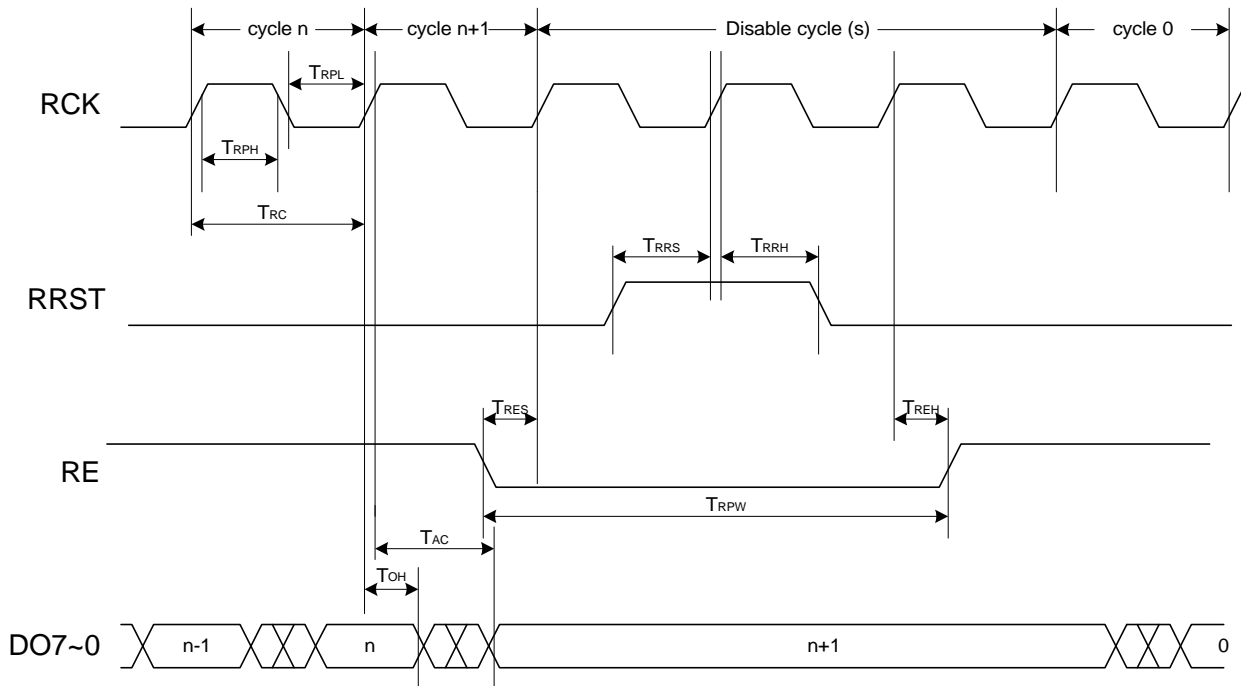 cycle n cycle n+1 Disable cycle (s) cycle 0
TRPL
RCK
TRPH
TRC
TRRS TRRH
RRST
TRES TREH
RE
TRPW
TAC
TOH
DO7~0 n-1 n n+1 0